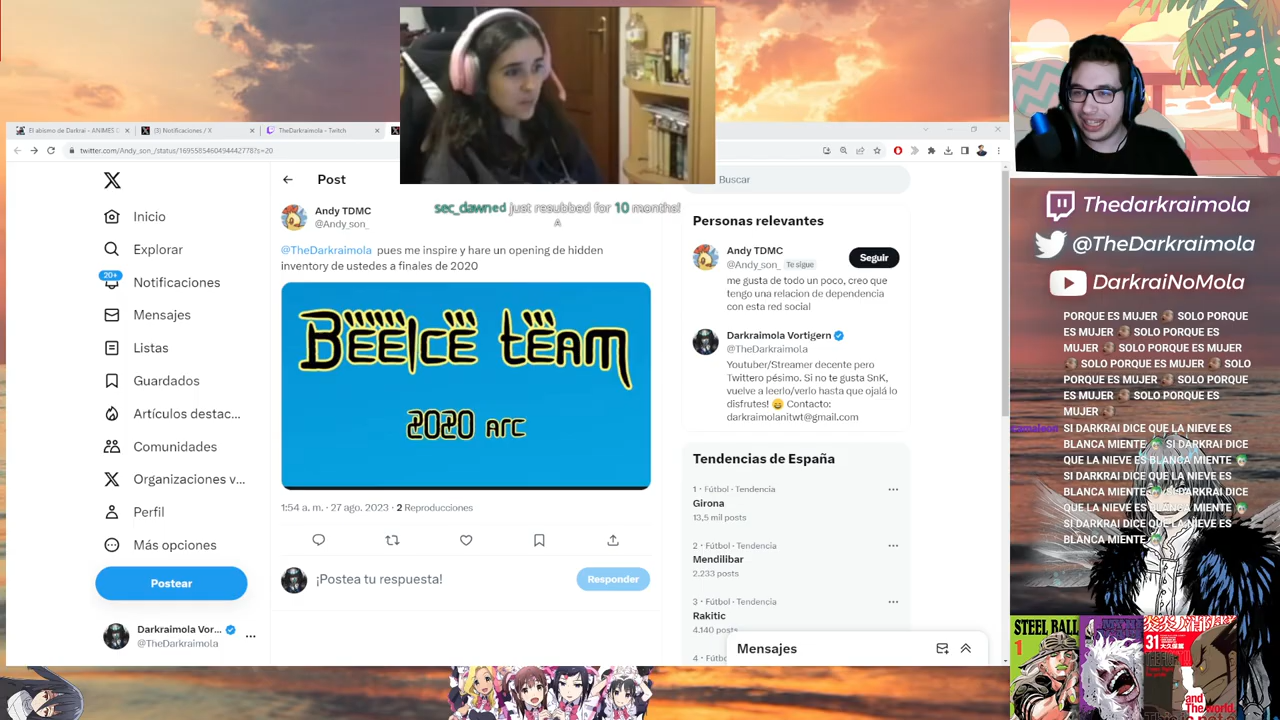 El abismo de Darkrai - ANIMES
(3) Notificaciones / X
TheDarkraimola - Twitch
twitter.com/Andy_son_/status/1695585460494442778?s=20
Post
Buscar
sec_dawned just resubbed for 10 months!
A
Inicio
Explorar
20+
Notificaciones
Mensajes
Listas
Guardados
Artículos destac...
Comunidades
Organizaciones v...
Perfil
Más opciones
Postear
Darkraimola Vor...
@TheDarkraimola
Andy TDMC
@Andy_son_
@TheDarkraimola pues me inspire y hare un opening de hidden
inventory de ustedes a finales de 2020
BEEICE TEAM
2020 ARC
1:54 a. m. · 27 ago. 2023 · 2 Reproducciones
¡Postea tu respuesta!
Responder
Personas relevantes
Andy TDMC
@Andy_son_ Te sigue
Seguir
me gusta de todo un poco, creo que
tengo una relacion de dependencia
con esta red social
Darkraimola Vortigern
@TheDarkraimola
Youtuber/Streamer decente pero
Twittero pésimo. Si no te gusta SnK,
vuelve a leerlo/verlo hasta que ojalá lo
disfrutes! 😄 Contacto:
darkraimolanitwt@gmail.com
Tendencias de España
1 · Fútbol · Tendencia
Girona
13,5 mil posts
2 · Fútbol · Tendencia
Mendilibar
2.233 posts
3 · Fútbol · Tendencia
Rakitic
4.140 posts
Mensajes
Thedarkraimola
@TheDarkraimola
DarkraiNoMola
PORQUE ES MUJER SOLO PORQUE
ES MUJER SOLO PORQUE ES
MUJER SOLO PORQUE ES MUJER
SOLO PORQUE ES MUJER SOLO
PORQUE ES MUJER SOLO PORQUE
ES MUJER SOLO PORQUE ES
MUJER
SI DARKRAI DICE QUE LA NIEVE ES
BLANCA MIENTE SI DARKRAI DICE
QUE LA NIEVE ES BLANCA MIENTE
SI DARKRAI DICE QUE LA NIEVE ES
BLANCA MIENTE SI DARKRAI DICE
QUE LA NIEVE ES BLANCA MIENTE
SI DARKRAI DICE QUE LA NIEVE ES
BLANCA MIENTE
STEEL BALL
1
31
and
The world